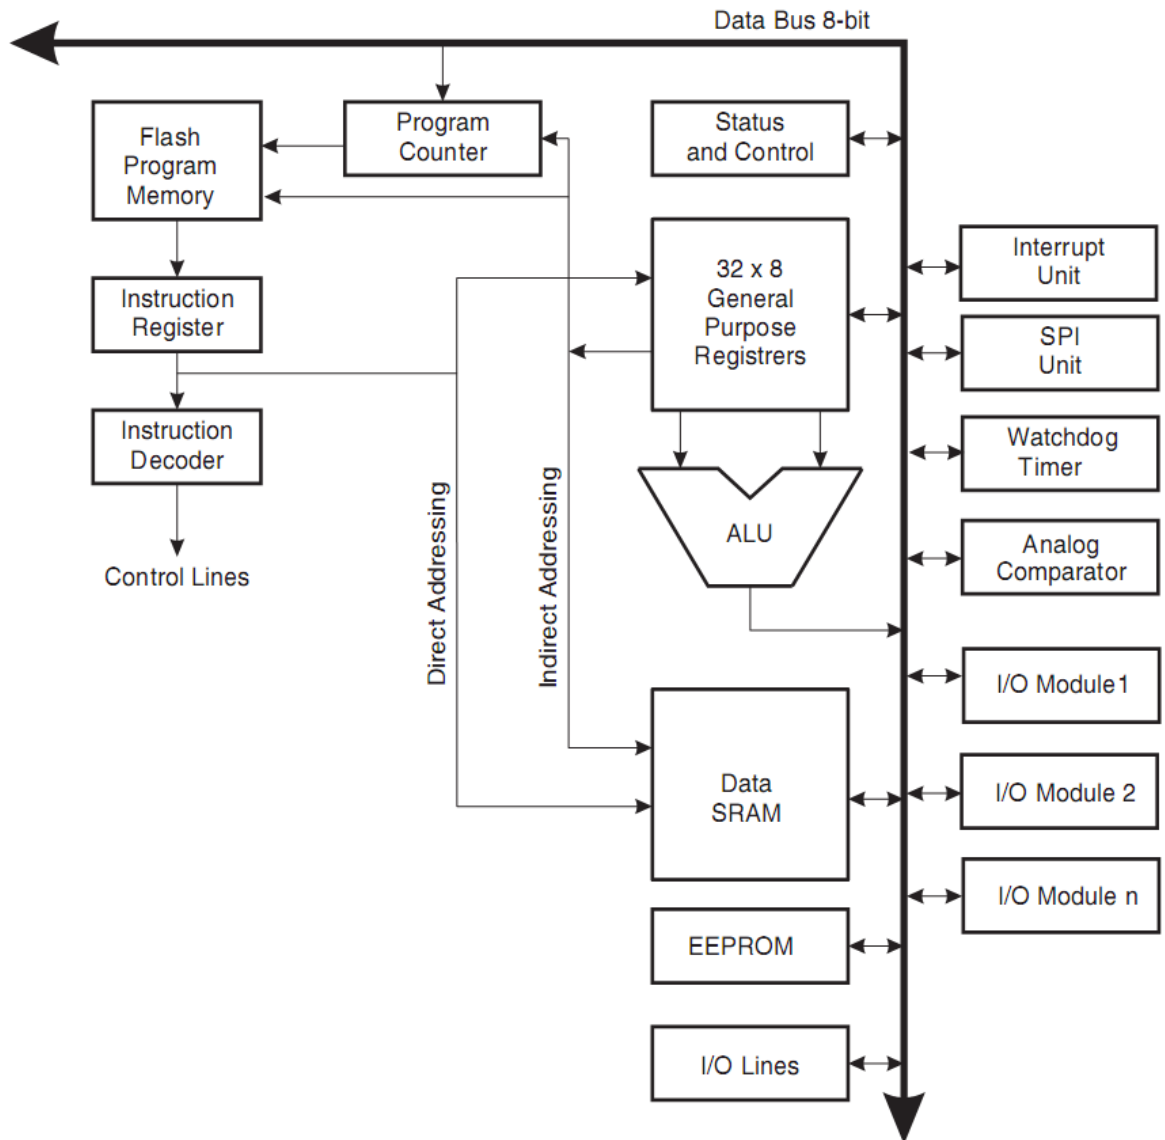 Data Bus 8-bit
Flash
Program
Memory
Program
Counter
Status
and Control
32 x 8
General
Purpose
Registrers
Interrupt
Unit
Instruction
Register
SPI
Unit
Instruction
Decoder
Watchdog
Timer
Direct Addressing
Indirect Addressing
ALU
Analog
Comparator
Control Lines
I/O Module1
Data
SRAM
I/O Module 2
I/O Module n
EEPROM
I/O Lines